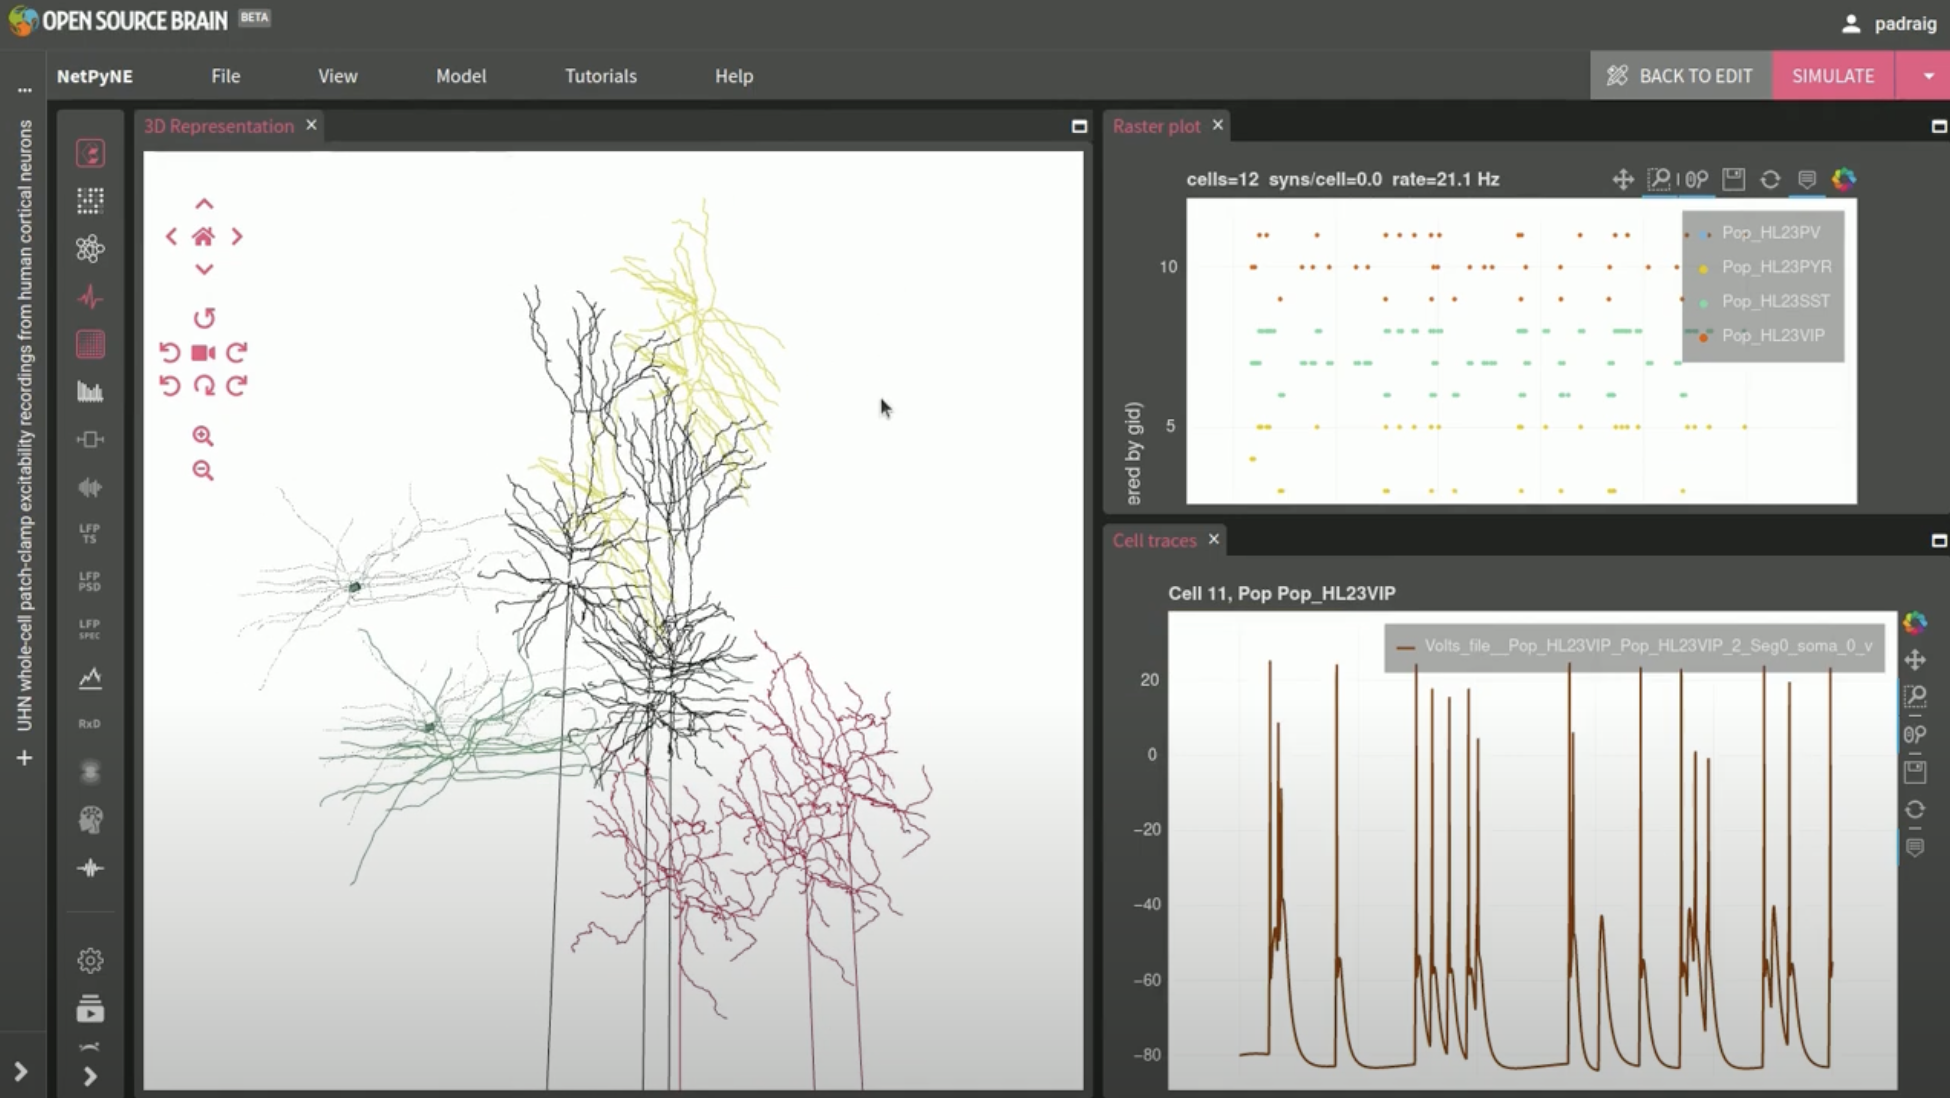 OPEN SOURCE BRAIN BETA
padraig
NetPyNE File View Model Tutorials Help
BACK TO EDIT SIMULATE
UHN whole-cell patch-clamp excitability recordings from human cortical neurons
LFP
TS
LFP
PSD
LFP
SPEC
RxD
3D Representation
Raster plot
cells=12 syns/cell=0.0 rate=21.1 Hz
Pop_HL23PV
Pop_HL23PYR
Pop_HL23SST
Pop_HL23VIP
10
5
ered by gid)
Cell traces
Cell 11, Pop Pop_HL23VIP
Volts_file__Pop_HL23VIP_Pop_HL23VIP_2_Seg0_soma_0_v
20
0
−20
−40
−60
−80